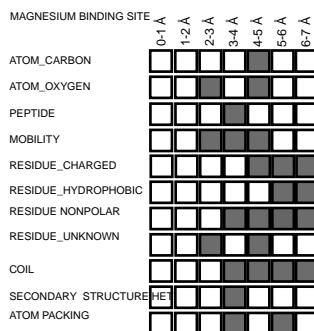 MAGNESIUM BINDING SITE
0-1 Å
1-2 Å
2-3 Å
3-4 Å
4-5 Å
5-6 Å
6-7 Å
ATOM_CARBON
ATOM_OXYGEN
PEPTIDE
MOBILITY
RESIDUE_CHARGED
RESIDUE_HYDROPHOBIC
RESIDUE NONPOLAR
RESIDUE_UNKNOWN
COIL
SECONDARY STRUCTURE HET
ATOM PACKING